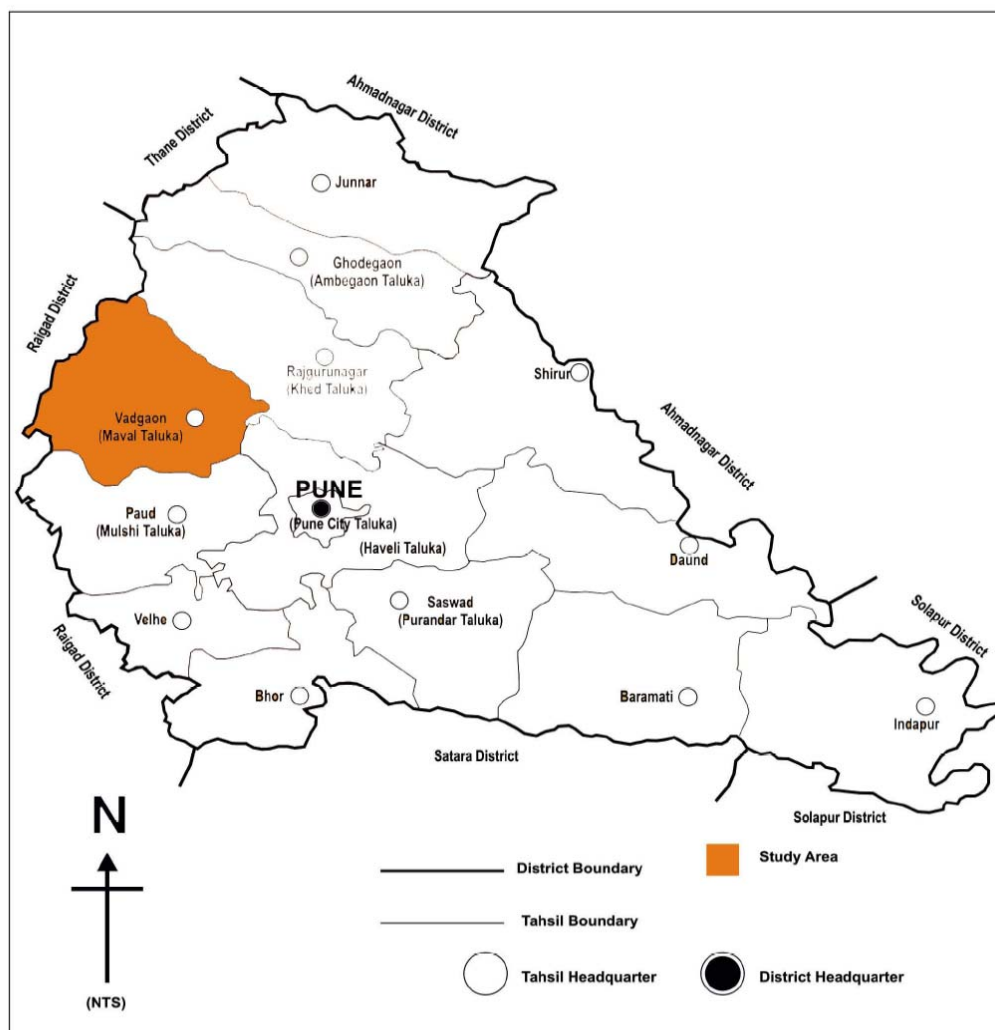 Ahmadnagar District
Thane District
Junnar
Ghodegaon
(Ambegaon Taluka)
Raigad District
Rajgurunagar
(Khed Taluka)
Shirur
Ahmadnagar District
Vadgaon
(Maval Taluka)
PUNE
(Pune City Taluka)
Paud
(Mulshi Taluka)
(Haveli Taluka)
Daund
Saswad
(Purandar Taluka)
Velhe
Solapur District
Raigad District
Bhor
Baramati
Indapur
Satara District
Solapur District
N
(NTS)
District Boundary
Study Area
Tahsil Boundary
Tahsil Headquarter
District Headquarter